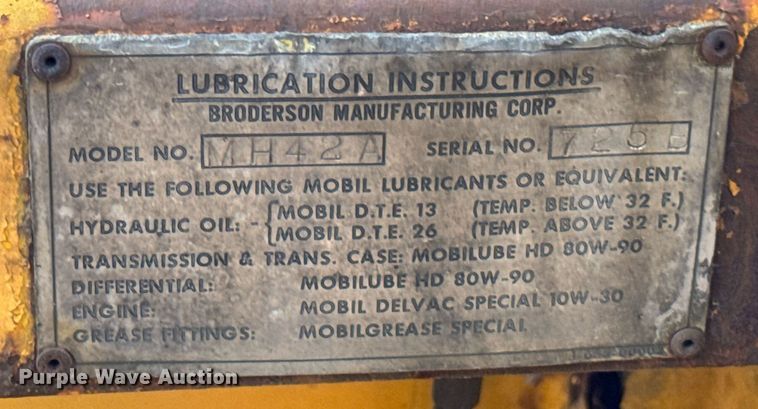 LUBRICATION INSTRUCTIONS
BRODERSON MANUFACTURING CORP.
MODEL NO. MH42A SERIAL NO. 725B
USE THE FOLLOWING MOBIL LUBRICANTS OR EQUIVALENT:
HYDRAULIC OIL: - { MOBIL D.T.E. 13 (TEMP. BELOW 32 F.)
MOBIL D.T.E. 26 (TEMP. ABOVE 32 F.)
TRANSMISSION & TRANS. CASE: MOBILUBE HD 80W-90
DIFFERENTIAL: MOBILUBE HD 80W-90
ENGINE: MOBIL DELVAC SPECIAL 10W-30
GREASE FITTINGS: MOBILGREASE SPECIAL
Purple Wave Auction